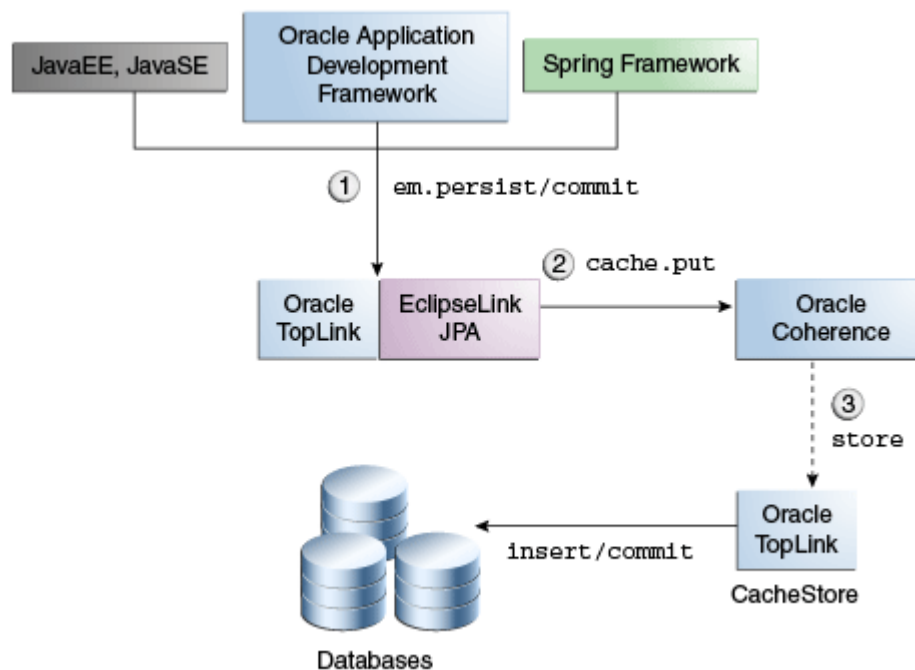 JavaEE, JavaSE
Oracle Application
Development
Framework
Spring Framework
1
em.persist/commit
2
cache.put
Oracle
TopLink
EclipseLink
JPA
Oracle
Coherence
3
store
Oracle
TopLink
CacheStore
insert/commit
Databases